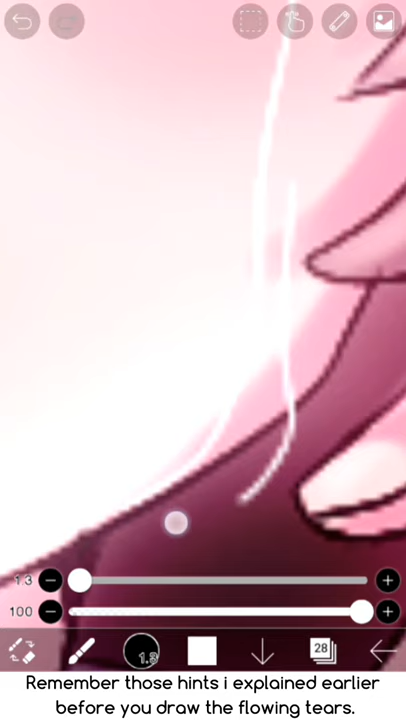 1.3
100
1.3
28
Remember those hints i explained earlier
before you draw the flowing tears.